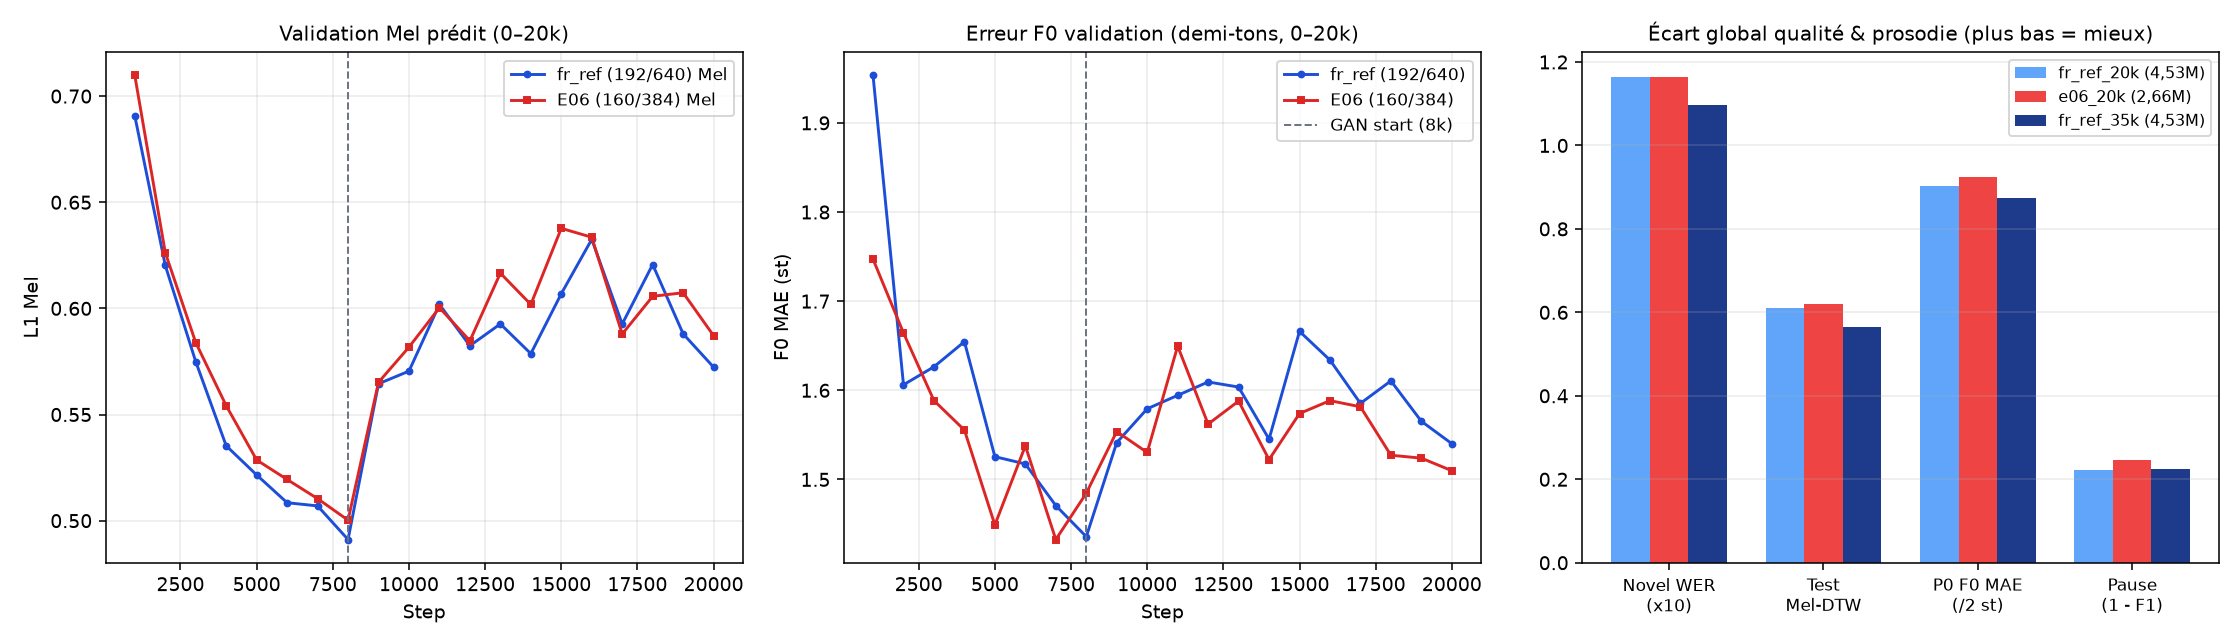 Validation Mel prédit (0–20k)
fr_ref (192/640) Mel
E06 (160/384) Mel
L1 Mel
0.70
0.65
0.60
0.55
0.50
2500 5000 7500 10000 12500 15000 17500 20000
Step
Erreur F0 validation (demi-tons, 0–20k)
fr_ref (192/640)
E06 (160/384)
GAN start (8k)
F0 MAE (st)
1.9
1.8
1.7
1.6
1.5
2500 5000 7500 10000 12500 15000 17500 20000
Step
Écart global qualité & prosodie (plus bas = mieux)
fr_ref_20k (4,53M)
e06_20k (2,66M)
fr_ref_35k (4,53M)
1.2
1.0
0.8
0.6
0.4
0.2
0.0
Novel WER
(x10)
Test
Mel-DTW
P0 F0 MAE
(/2 st)
Pause
(1 - F1)